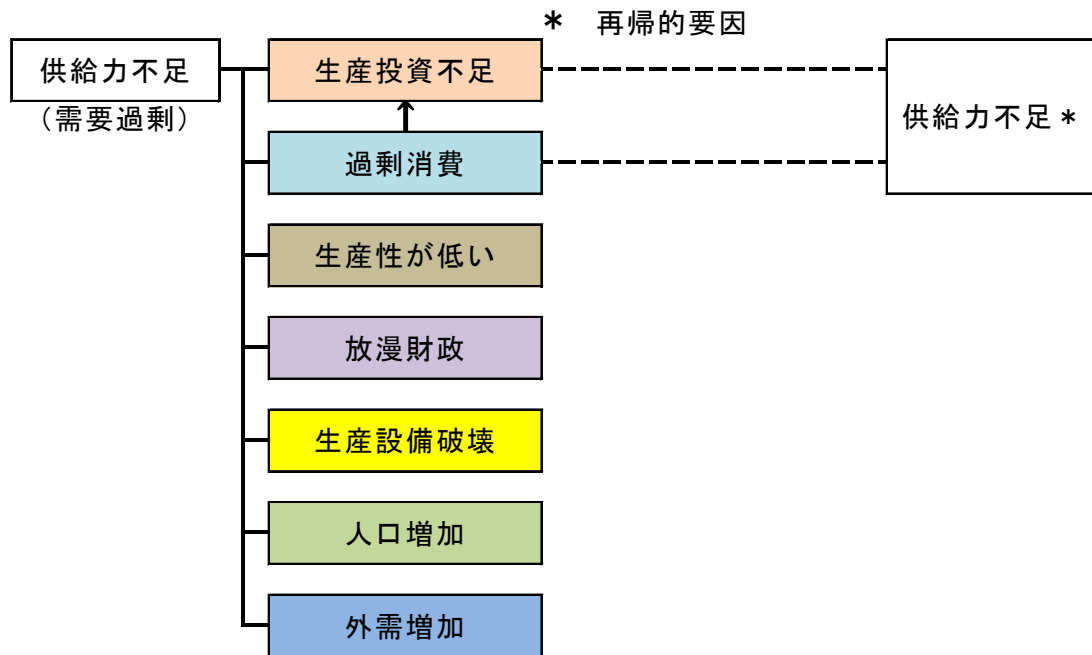 * 再帰的要因
供給力不足
(需要過剰)
生産投資不足
供給力不足*
過剰消費
生産性が低い
放漫財政
生産設備破壊
人口増加
外需増加